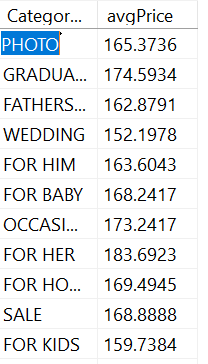 Categor... avgPrice
PHOTO 165.3736
GRADUA... 174.5934
FATHERS... 162.8791
WEDDING 152.1978
FOR HIM 163.6043
FOR BABY 168.2417
OCCASI... 173.2417
FOR HER 183.6923
FOR HO... 169.4945
SALE 168.8888
FOR KIDS 159.7384